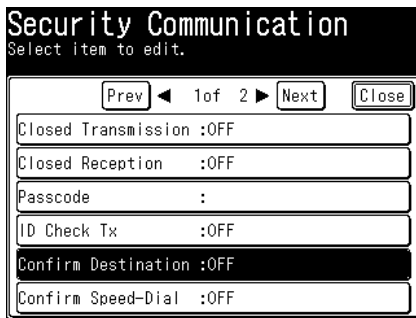 Security Communication
Select item to edit.
Prev ◀ 1of 2 ▶ Next Close
Closed Transmission :OFF
Closed Reception :OFF
Passcode :
ID Check Tx :OFF
Confirm Destination :OFF
Confirm Speed-Dial :OFF